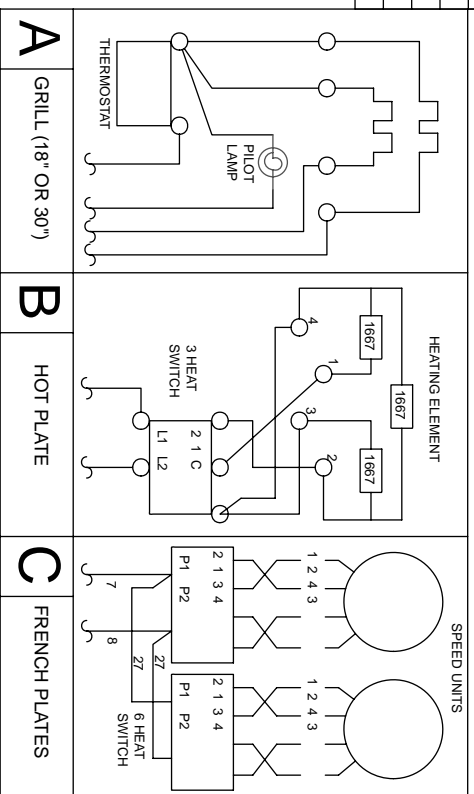 A
GRILL (18" OR 30")
THERMOSTAT
PILOT
LAMP
B
HOT PLATE
HEATING ELEMENT
1667
1667
1667
4
1
3
2
3 HEAT
SWITCH
2 1 C
L1 L2
C
FRENCH PLATES
SPEED UNITS
1 2 4 3
1 2 4 3
2 1 3 4
P1 P2
2 1 3 4
P1 P2
7
8
27
27
6 HEAT
SWITCH